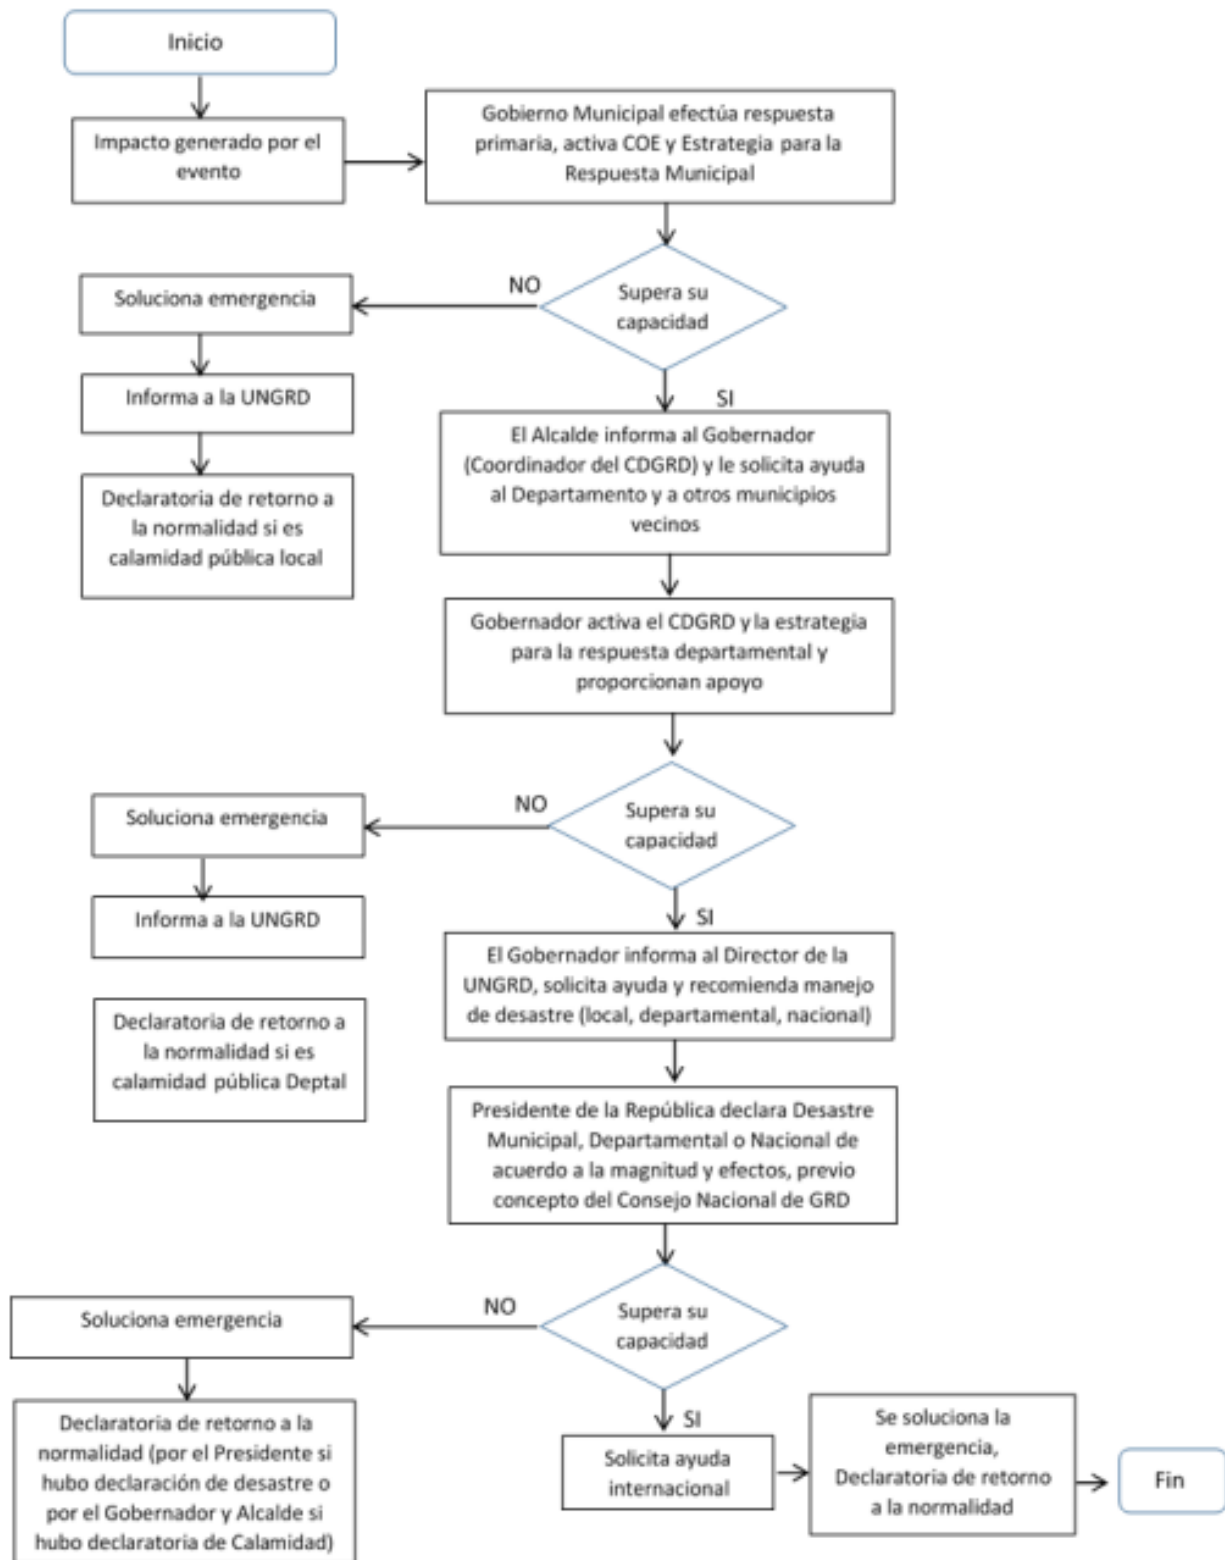 Inicio
Impacto generado por el
evento
Gobierno Municipal efectúa respuesta
primaria, activa COE y Estrategia para la
Respuesta Municipal
Supera su
capacidad
NO
Soluciona emergencia
Informa a la UNGRD
Declaratoria de retorno a
la normalidad si es
calamidad pública local
SI
El Alcalde informa al Gobernador
(Coordinador del CDGRD) y le solicita ayuda
al Departamento y a otros municipios
vecinos
Gobernador activa el CDGRD y la estrategia
para la respuesta departamental y
proporcionan apoyo
Supera su
capacidad
NO
Soluciona emergencia
Informa a la UNGRD
Declaratoria de retorno a
la normalidad si es
calamidad pública Deptal
SI
El Gobernador informa al Director de la
UNGRD, solicita ayuda y recomienda manejo
de desastre (local, departamental, nacional)
Presidente de la República declara Desastre
Municipal, Departamental o Nacional de
acuerdo a la magnitud y efectos, previo
concepto del Consejo Nacional de GRD
Supera su
capacidad
NO
Soluciona emergencia
Declaratoria de retorno a la
normalidad (por el Presidente si
hubo declaración de desastre o
por el Gobernador y Alcalde si
hubo declaratoria de Calamidad)
SI
Solicita ayuda
internacional
Se soluciona la
emergencia,
Declaratoria de retorno
a la normalidad
Fin